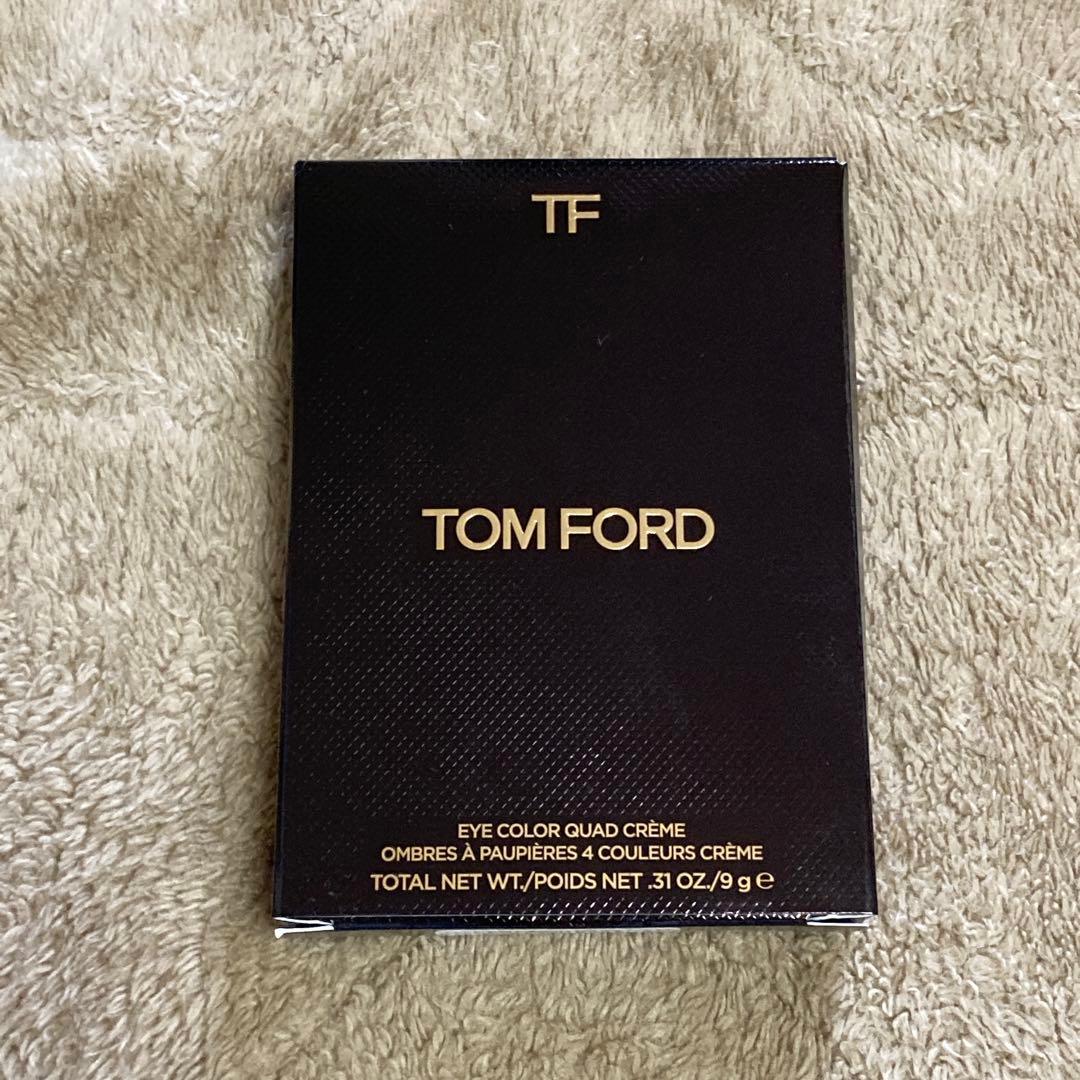 TF
TOM FORD
EYE COLOR QUAD CRÈME
OMBRES À PAUPIÈRES 4 COULEURS CRÈME
TOTAL NET WT./POIDS NET .31 OZ./9 g ℮